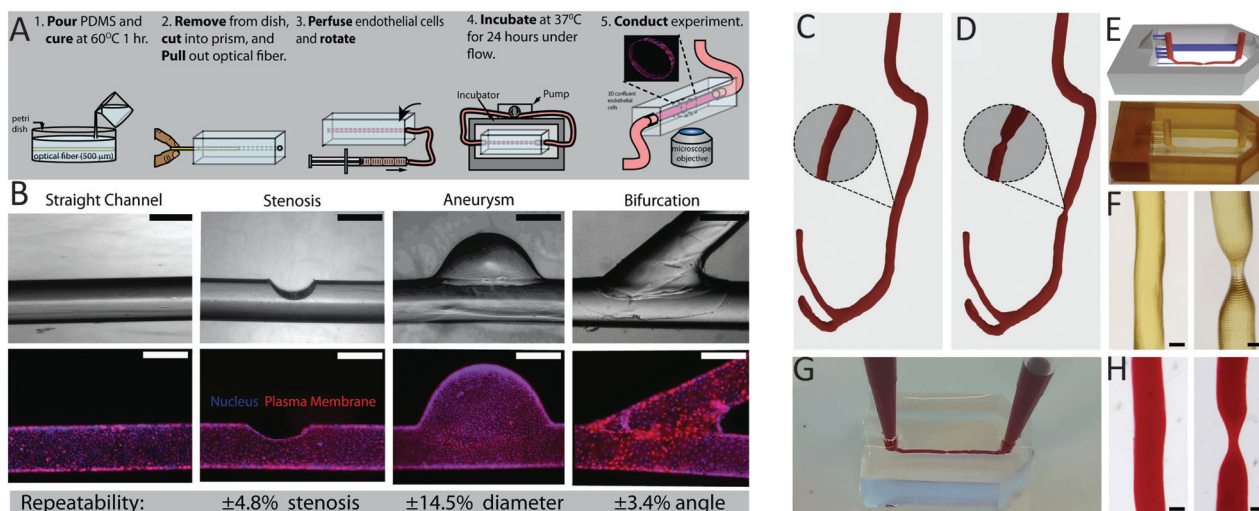 A
1. Pour PDMS and
cure at 60⁰C 1 hr.
2. Remove from dish,
cut into prism, and
Pull out optical fiber.
3. Perfuse endothelial cells
and rotate
4. Incubate at 37⁰C
for 24 hours under
flow.
5. Conduct experiment.
petri
dish
optical fiber (500 μm)
Incubator
Pump
3D confluent
endothelial
cells
microscope
objective
B
Straight Channel
Stenosis
Aneurysm
Bifurcation
Nucleus Plasma Membrane
Repeatability:
±4.8% stenosis
±14.5% diameter
±3.4% angle
C
D
E
F
G
H